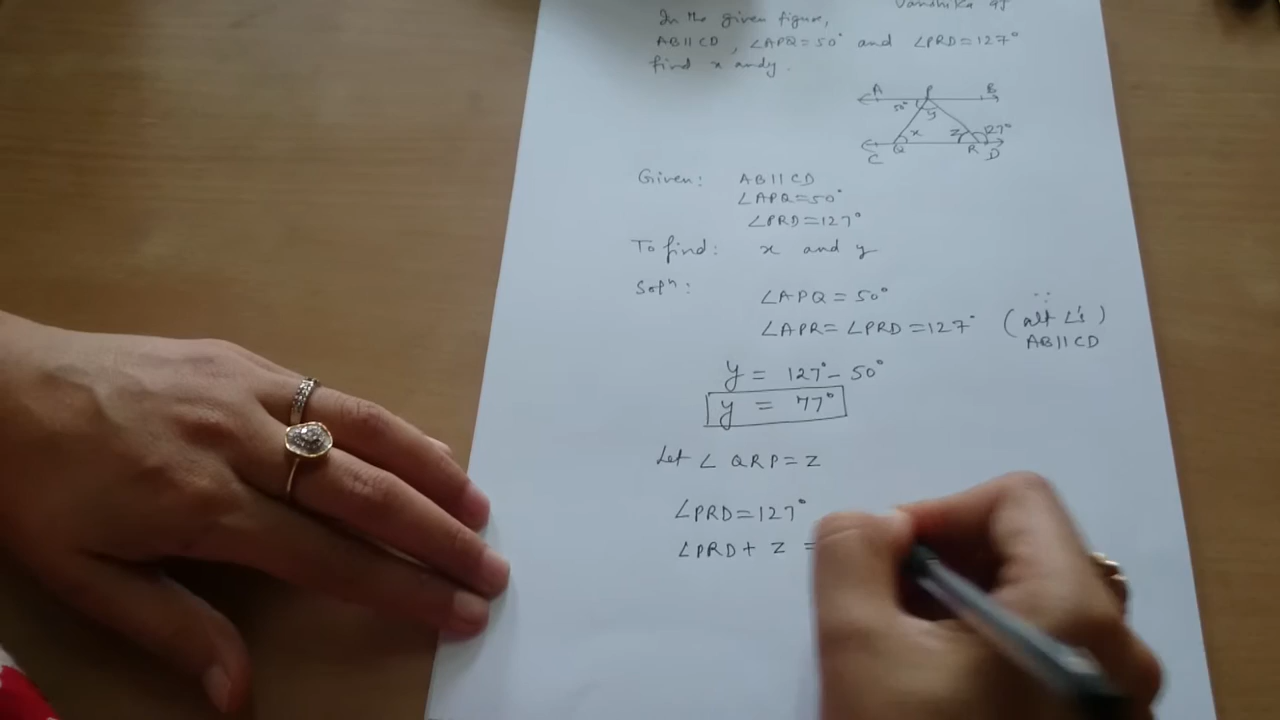 In the given figure,
AB || CD, ∠APQ = 50° and ∠PRD = 127°
find x and y.
A P B
50° y
x z 127°
C Q R D
Given: AB || CD
∠APQ = 50°
∠PRD = 127°
To find: x and y
Solⁿ: ∠APQ = 50°
∠APR = ∠PRD = 127° (alt ∠'s)
∵ AB || CD
y = 127° - 50°
y = 77°
Let ∠QRP = z
∠PRD = 127°
∠PRD + z =